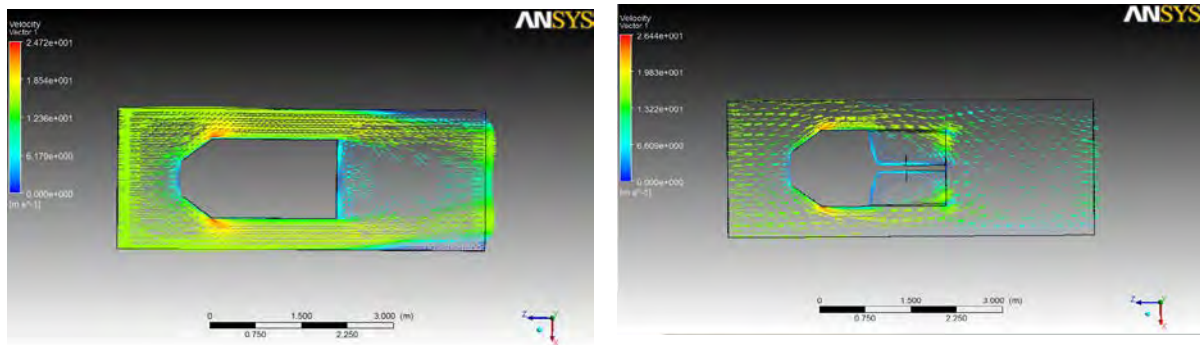 ANSYS
Velocity
Vector 1
2.472e+001
1.854e+001
1.236e+001
6.179e+000
0.000e+000
[m s^-1]
0 1.500 3.000 (m)
0.750 2.250
Z Y
X
ANSYS
Velocity
Vector 1
2.644e+001
1.983e+001
1.322e+001
6.609e+000
0.000e+000
[m s^-1]
0 1.500 3.000 (m)
0.750 2.250
Z Y
X